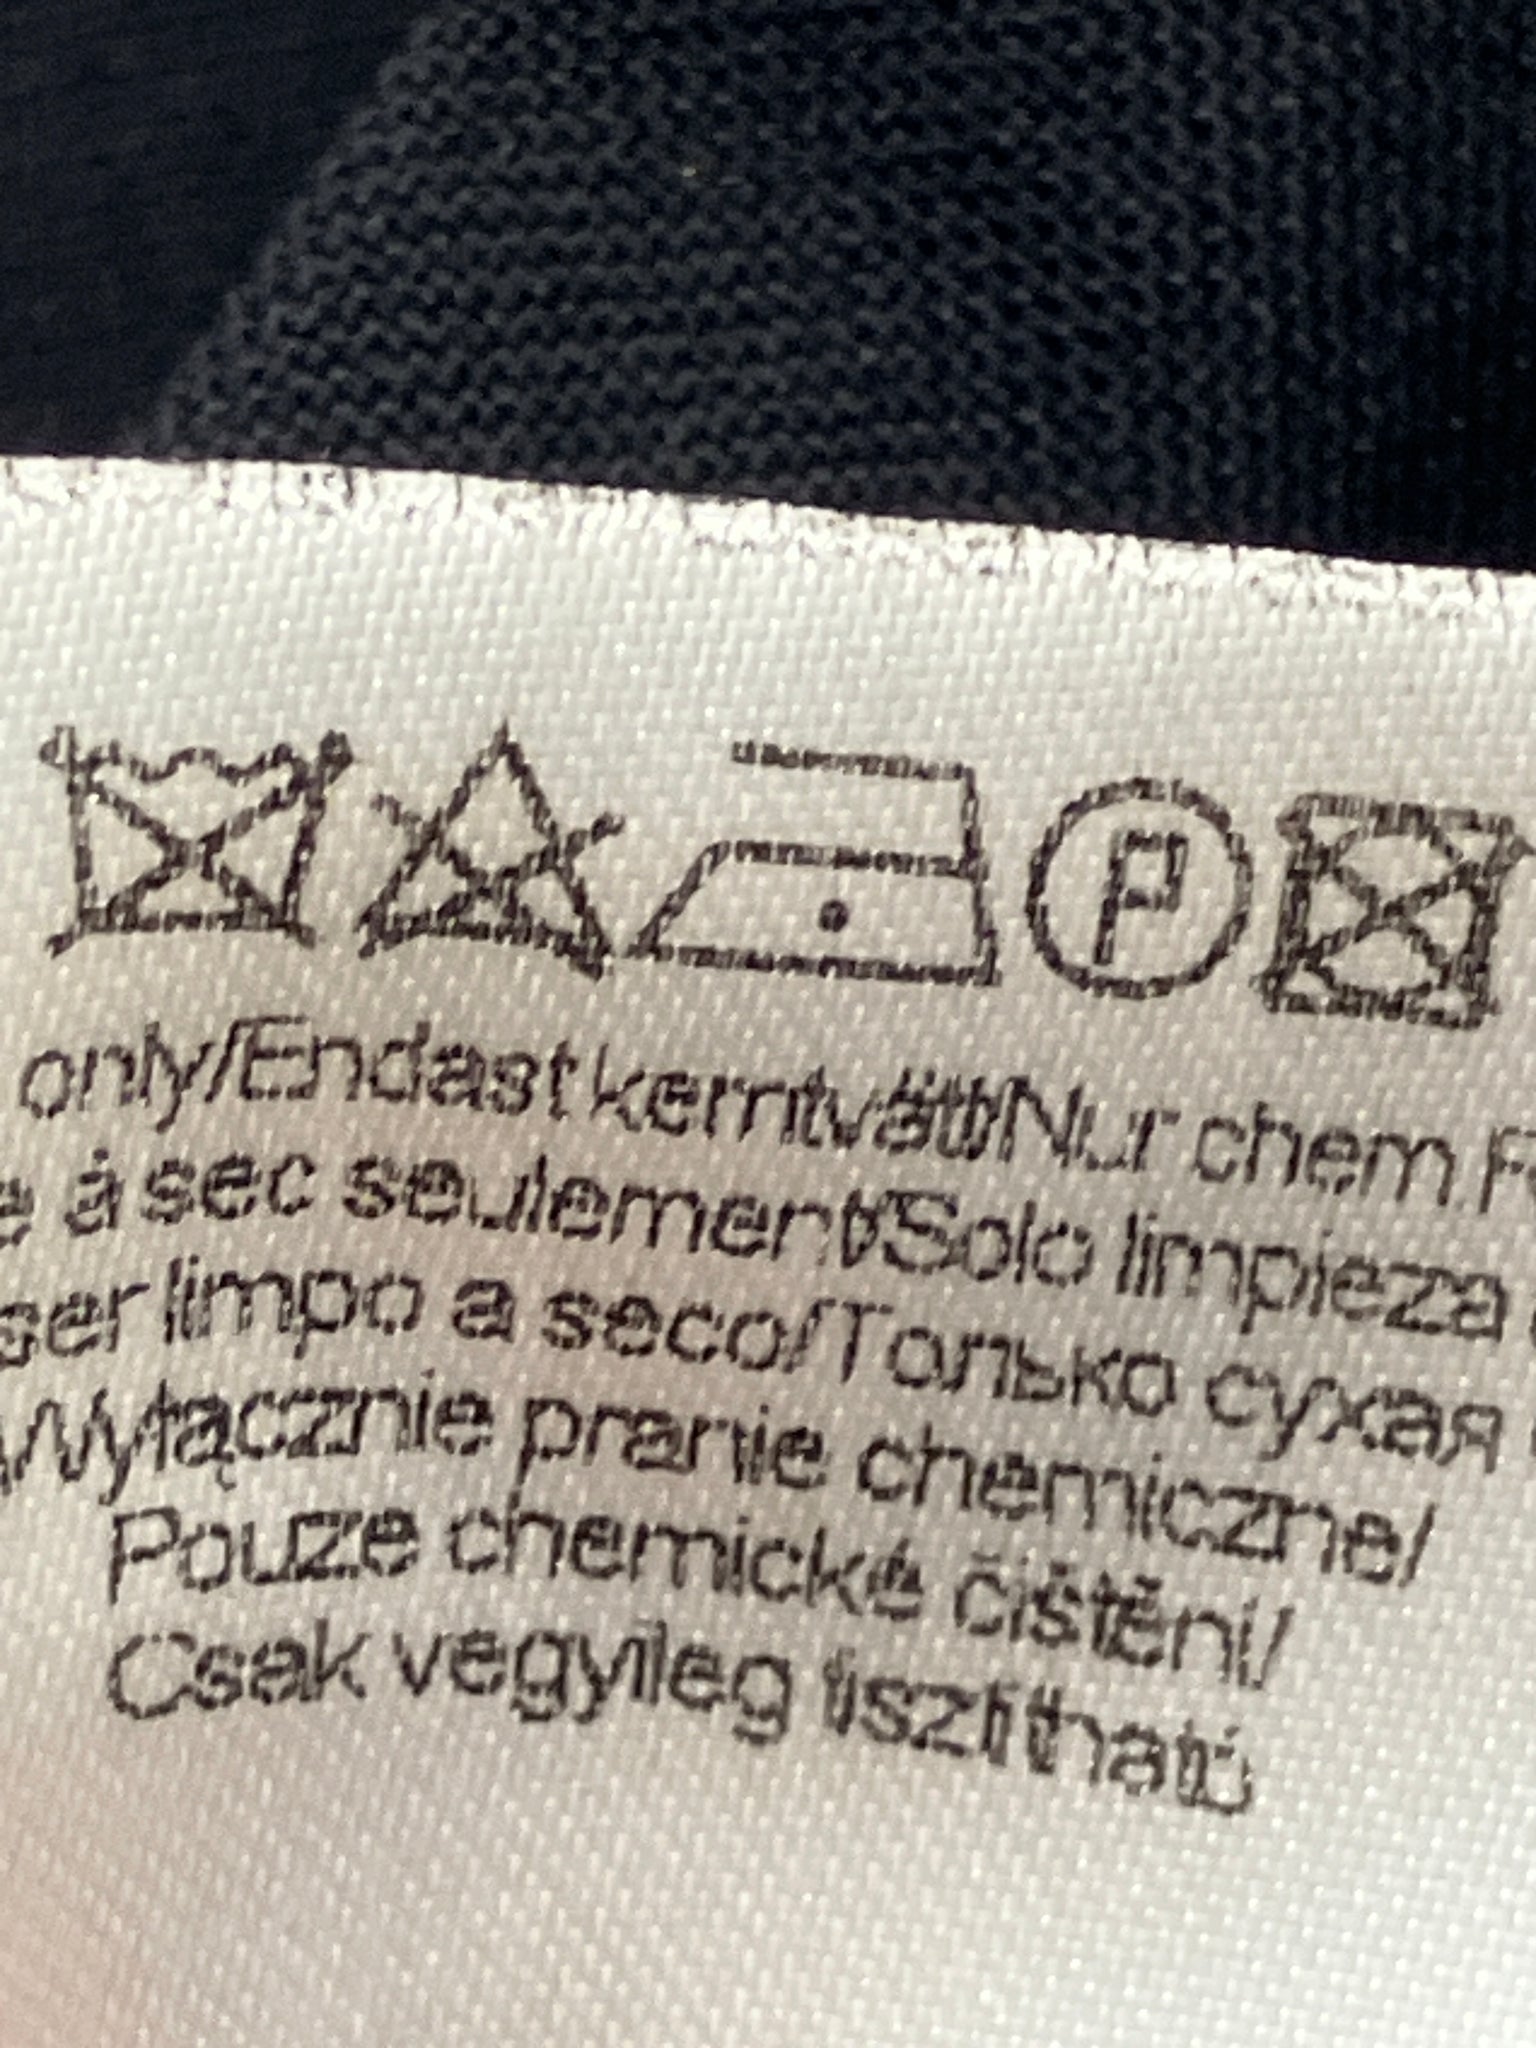 P
only/Endast kemtvätt/Nur chem.
à sec seulement/Solo limpieza
ser limpo a seco/Только сухая
Wyłącznie pranie chemiczne/
Pouze chemické čištění/
Csak vegyileg tisztítható